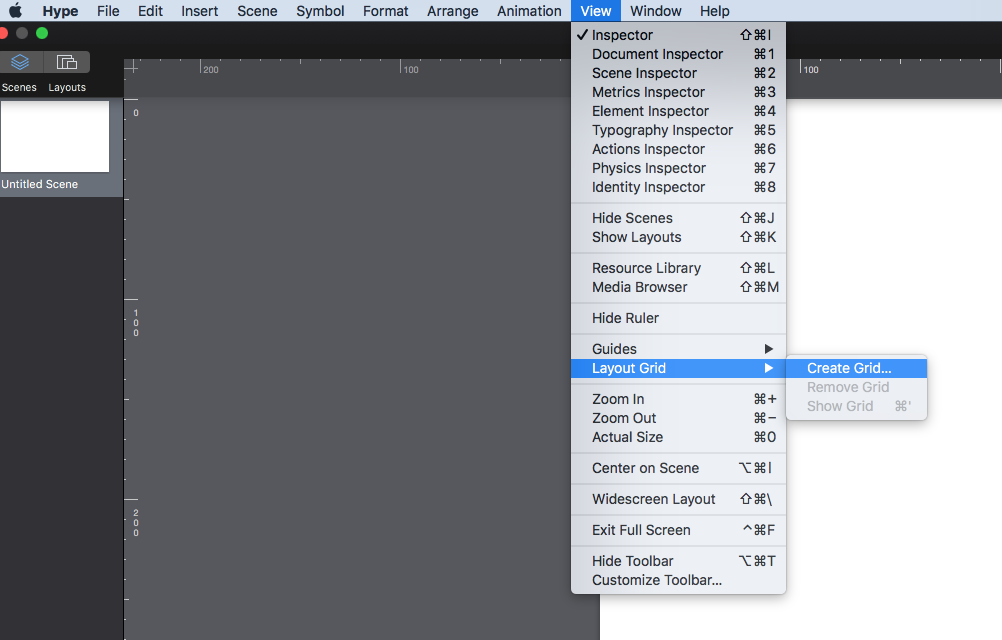 Hype File Edit Insert Scene Symbol Format Arrange Animation View Window Help
Scenes Layouts
200 100 100
Untitled Scene
0
100
200
✓ Inspector ⇧⌘I
Document Inspector ⌘1
Scene Inspector ⌘2
Metrics Inspector ⌘3
Element Inspector ⌘4
Typography Inspector ⌘5
Actions Inspector ⌘6
Physics Inspector ⌘7
Identity Inspector ⌘8
Hide Scenes ⇧⌘J
Show Layouts ⇧⌘K
Resource Library ⇧⌘L
Media Browser ⇧⌘M
Hide Ruler
Guides ▶
Layout Grid ▶
Create Grid...
Remove Grid
Show Grid ⌘'
Zoom In ⌘+
Zoom Out ⌘−
Actual Size ⌘0
Center on Scene ⌥⌘I
Widescreen Layout ⇧⌘\
Exit Full Screen ^⌘F
Hide Toolbar ⌥⌘T
Customize Toolbar...